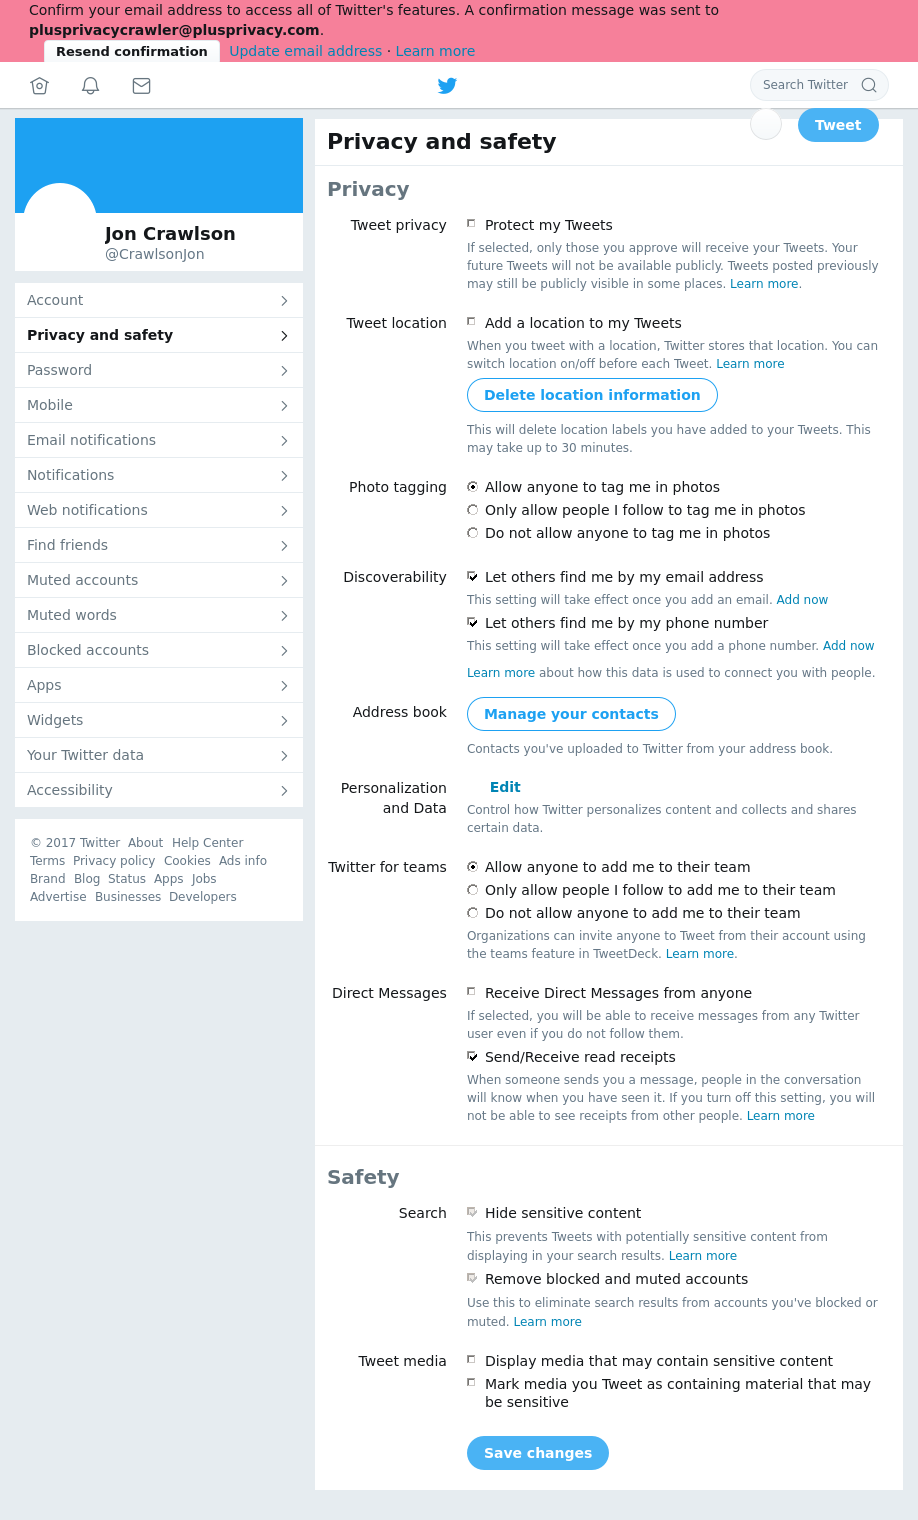 Confirm your email address to access all of Twitter's features. A confirmation message was sent to
plusprivacycrawler@plusprivacy.com.
Resend confirmation Update email address · Learn more
Search Twitter
Tweet
Jon Crawlson
@CrawlsonJon
Account
Privacy and safety
Password
Mobile
Email notifications
Notifications
Web notifications
Find friends
Muted accounts
Muted words
Blocked accounts
Apps
Widgets
Your Twitter data
Accessibility
© 2017 Twitter About Help Center
Terms Privacy policy Cookies Ads info
Brand Blog Status Apps Jobs
Advertise Businesses Developers
Privacy and safety
Privacy
Tweet privacy Protect my Tweets
If selected, only those you approve will receive your Tweets. Your
future Tweets will not be available publicly. Tweets posted previously
may still be publicly visible in some places. Learn more.
Tweet location Add a location to my Tweets
When you tweet with a location, Twitter stores that location. You can
switch location on/off before each Tweet. Learn more
Delete location information
This will delete location labels you have added to your Tweets. This
may take up to 30 minutes.
Photo tagging Allow anyone to tag me in photos
Only allow people I follow to tag me in photos
Do not allow anyone to tag me in photos
Discoverability Let others find me by my email address
This setting will take effect once you add an email. Add now
Let others find me by my phone number
This setting will take effect once you add a phone number. Add now
Learn more about how this data is used to connect you with people.
Address book Manage your contacts
Contacts you've uploaded to Twitter from your address book.
Personalization
and Data
Edit
Control how Twitter personalizes content and collects and shares
certain data.
Twitter for teams Allow anyone to add me to their team
Only allow people I follow to add me to their team
Do not allow anyone to add me to their team
Organizations can invite anyone to Tweet from their account using
the teams feature in TweetDeck. Learn more.
Direct Messages Receive Direct Messages from anyone
If selected, you will be able to receive messages from any Twitter
user even if you do not follow them.
Send/Receive read receipts
When someone sends you a message, people in the conversation
will know when you have seen it. If you turn off this setting, you will
not be able to see receipts from other people. Learn more
Safety
Search Hide sensitive content
This prevents Tweets with potentially sensitive content from
displaying in your search results. Learn more
Remove blocked and muted accounts
Use this to eliminate search results from accounts you've blocked or
muted. Learn more
Tweet media Display media that may contain sensitive content
Mark media you Tweet as containing material that may
be sensitive
Save changes